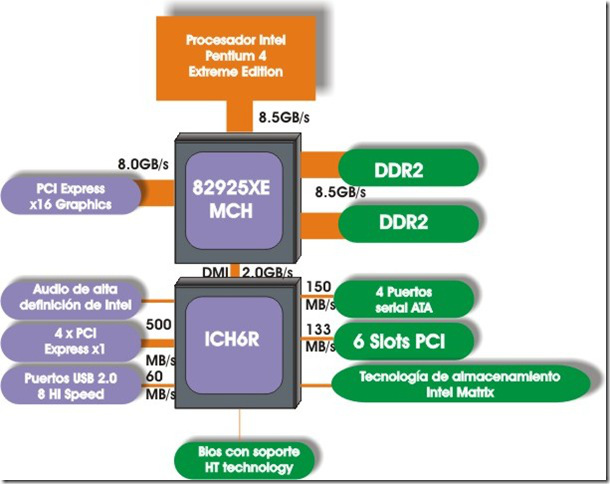 Procesador Intel
Pentium 4
Extreme Edition
8.5GB/s
8.0GB/s
PCI Express
x16 Graphics
82925XE
MCH
DDR2
8.5GB/s
DDR2
DMI
2.0GB/s
Audio de alta
definición de Intel
150
MB/s
4 Puertos
serial ATA
4 x PCI
Express x1
500
MB/s
ICH6R
133
MB/s
6 Slots PCI
Puertos USB 2.0
8 HI Speed
60
MB/s
Tecnología de almacenamiento
Intel Matrix
Bios con soporte
HT technology